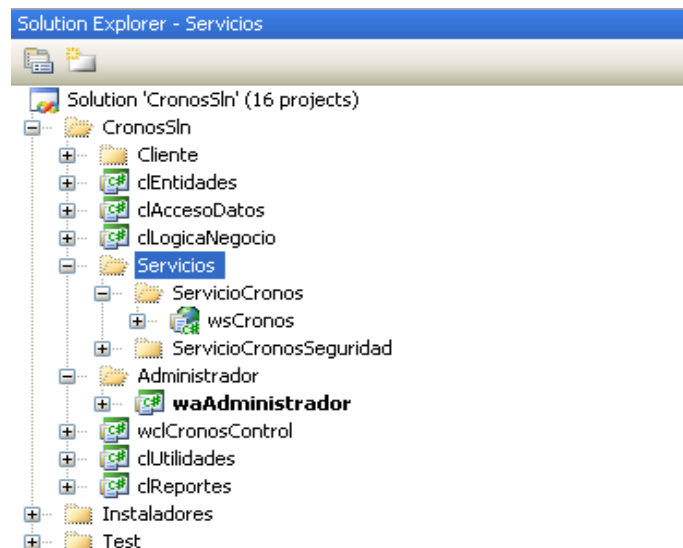 Solution Explorer - Servicios
Solution 'CronosSln' (16 projects)
CronosSln
Cliente
clEntidades
clAccesoDatos
clLogicaNegocio
Servicios
ServicioCronos
wsCronos
ServicioCronosSeguridad
Administrador
waAdministrador
wclCronosControl
clUtilidades
clReportes
Instaladores
Test